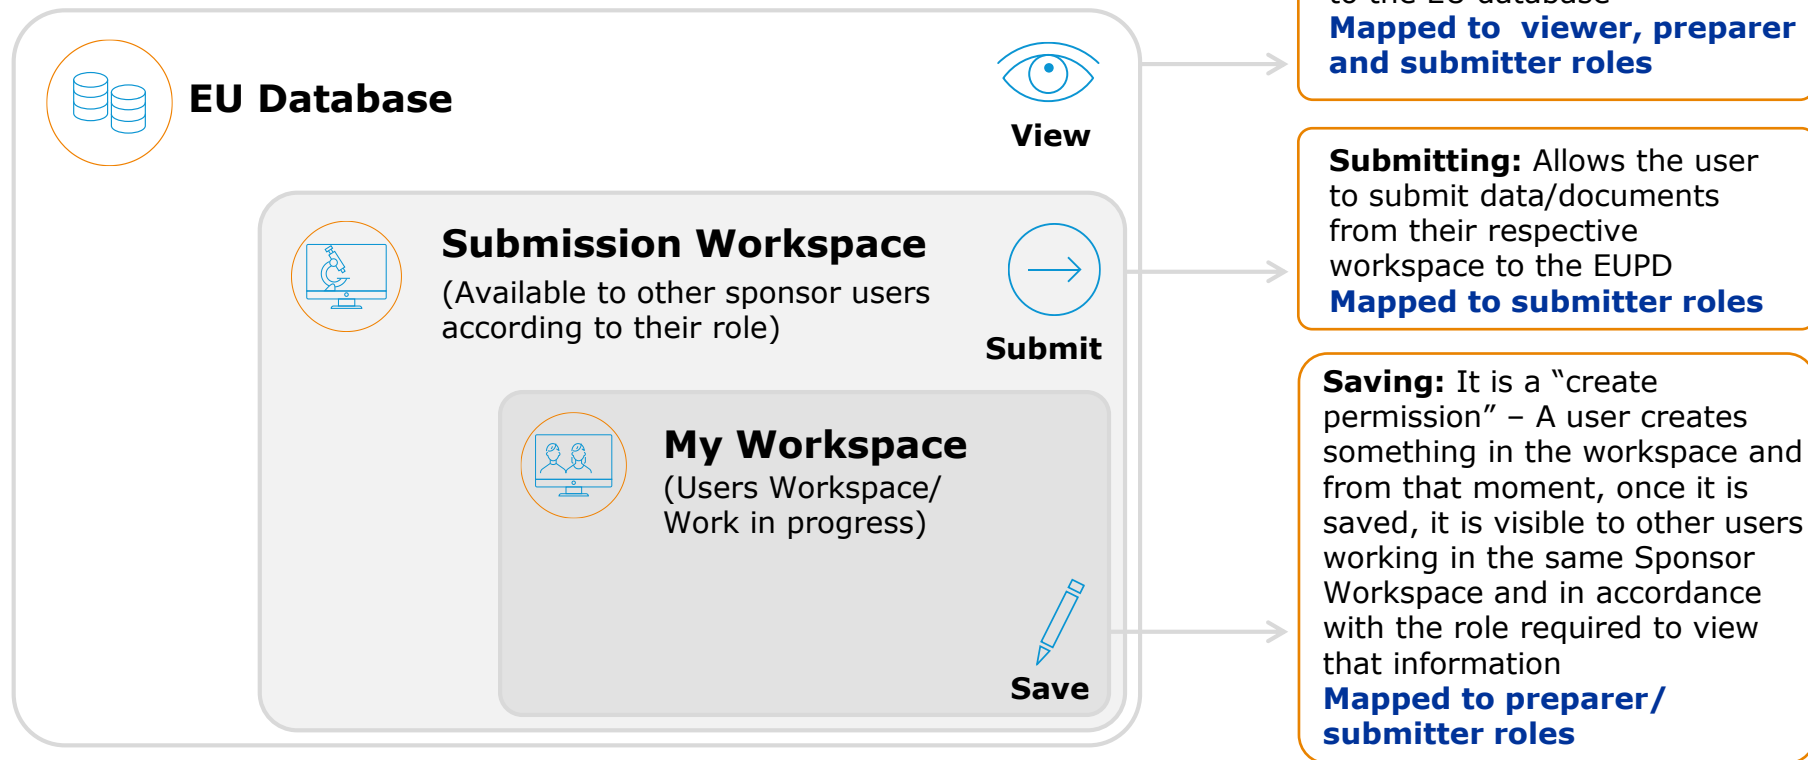 EU Database
View
Submission Workspace
(Available to other sponsor users
according to their role)
Submit
My Workspace
(Users Workspace/
Work in progress)
Save
to the EU database
Mapped to  viewer, preparer
and submitter roles
Submitting: Allows the user
to submit data/documents
from their respective
workspace to the EUPD
Mapped to submitter roles
Saving: It is a “create
permission” – A user creates
something in the workspace and
from that moment, once it is
saved, it is visible to other users
working in the same Sponsor
Workspace and in accordance
with the role required to view
that information
Mapped to preparer/
submitter roles